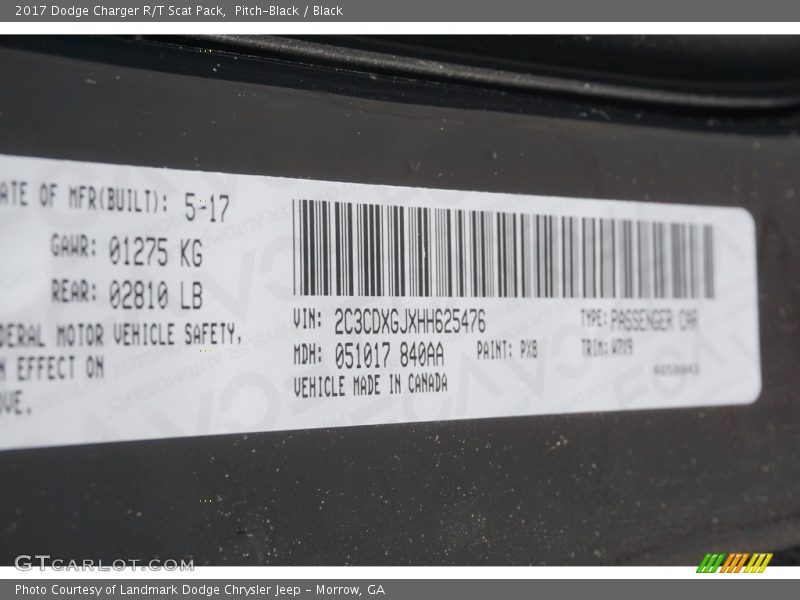 2017 Dodge Charger R/T Scat Pack, Pitch-Black / Black
ATE OF MFR(BUILT): 5-17
GAWR: 01275 KG
REAR: 02810 LB
DERAL MOTOR VEHICLE SAFETY,
N EFFECT ON
OVE.
VIN: 2C3CDXGJXHH625476
TYPE: PASSENGER CAR
MDH: 051017 840AA
PAINT: PX8
TRIM:
VEHICLE MADE IN CANADA
GTCARLOT.COM
Photo Courtesy of Landmark Dodge Chrysler Jeep - Morrow, GA